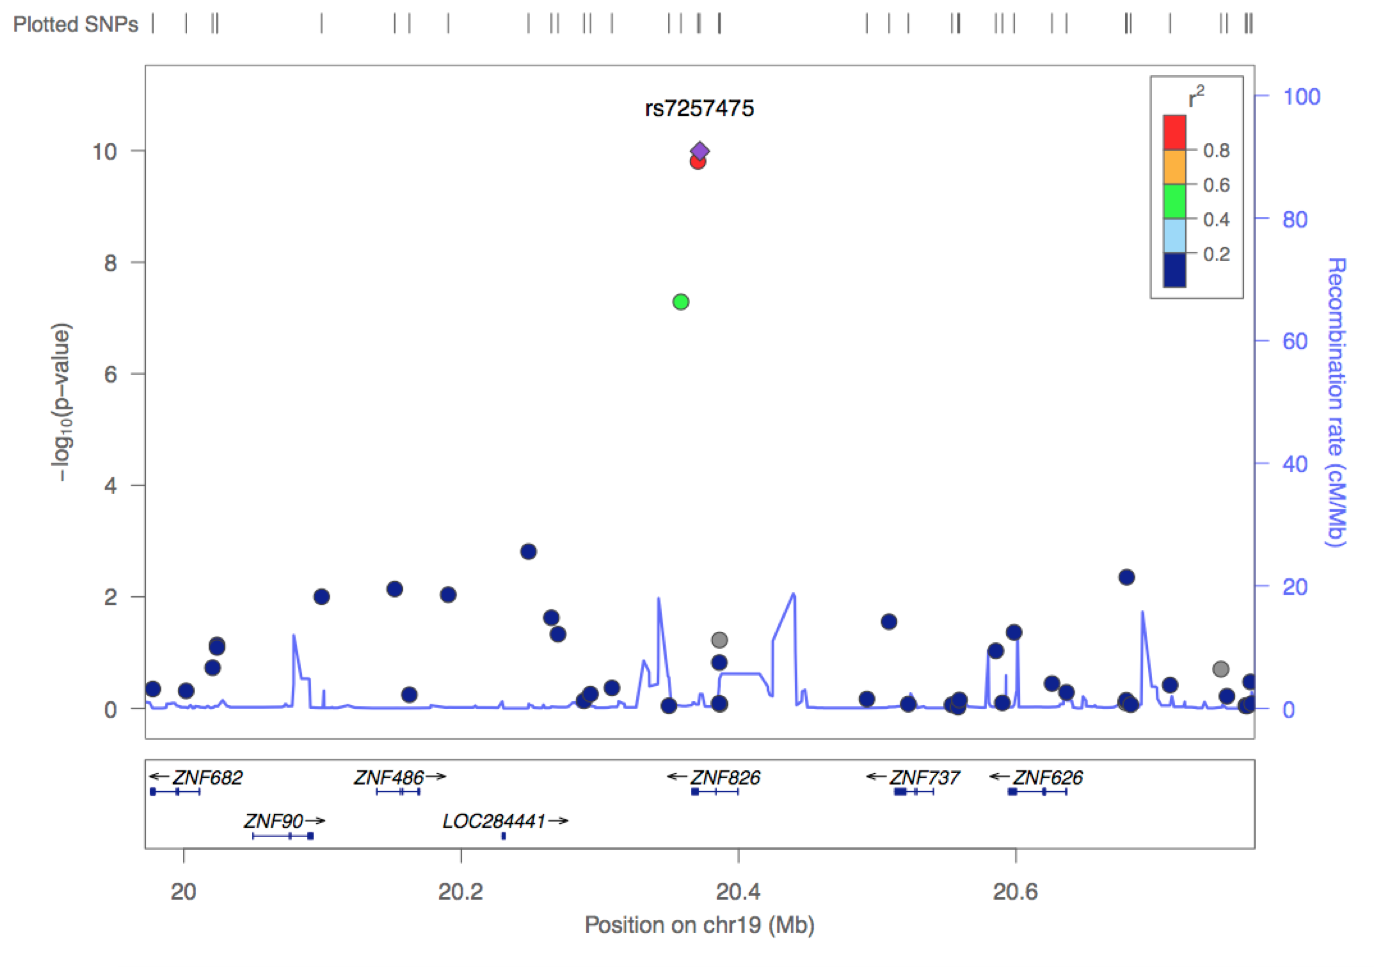 Plotted SNPs
rs7257475
r2
0.8
0.6
0.4
0.2
10
8
6
4
2
0
−log10(p−value)
100
80
60
40
20
0
Recombination rate (cM/Mb)
←ZNF682 ZNF486→ ←ZNF826 ←ZNF737 ←ZNF626
ZNF90→ LOC284441→
20 20.2 20.4 20.6
Position on chr19 (Mb)